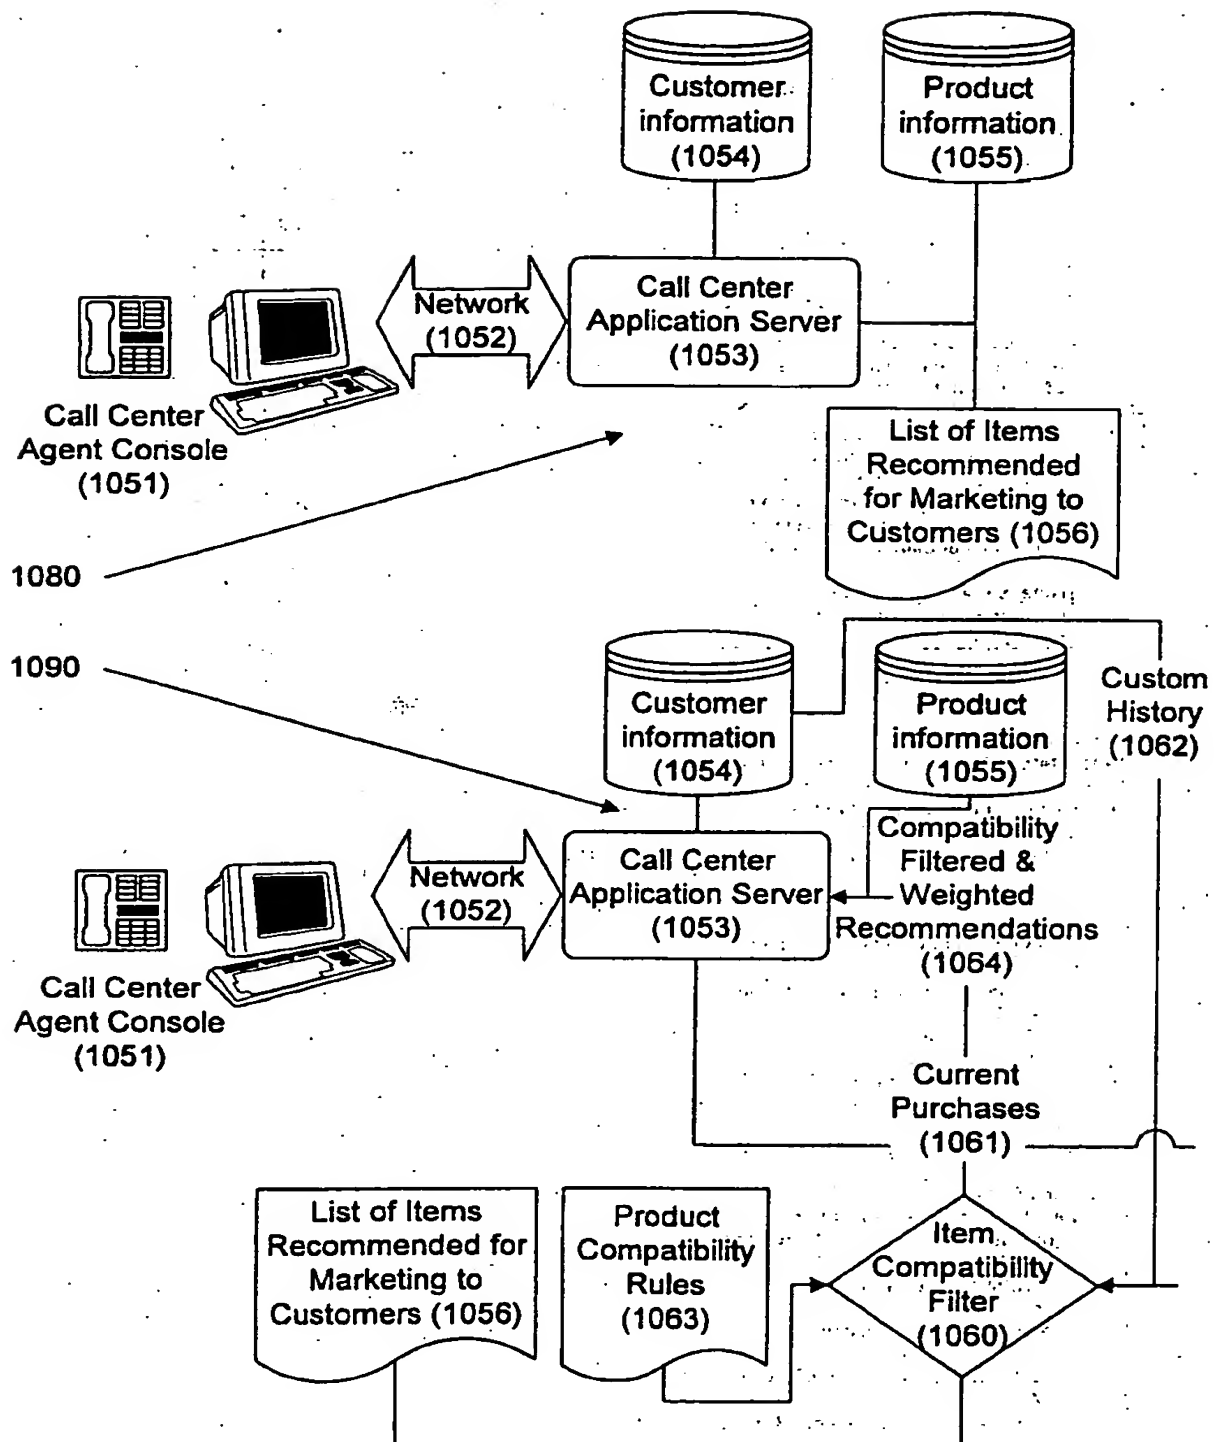 Customer
information
(1054)
Product
information
(1055)
Network
(1052)
Call Center
Application Server
(1053)
Call Center
Agent Console
(1051)
List of Items
Recommended
for Marketing to
Customers (1056)
1080
1090
Customer
information
(1054)
Product
information
(1055)
Custom
History
(1062)
Network
(1052)
Call Center
Application Server
(1053)
Compatibility
Filtered &
Weighted
Recommendations
(1064)
Call Center
Agent Console
(1051)
Current
Purchases
(1061)
List of Items
Recommended for
Marketing to
Customers (1056)
Product
Compatibility
Rules
(1063)
Item
Compatibility
Filter
(1060)